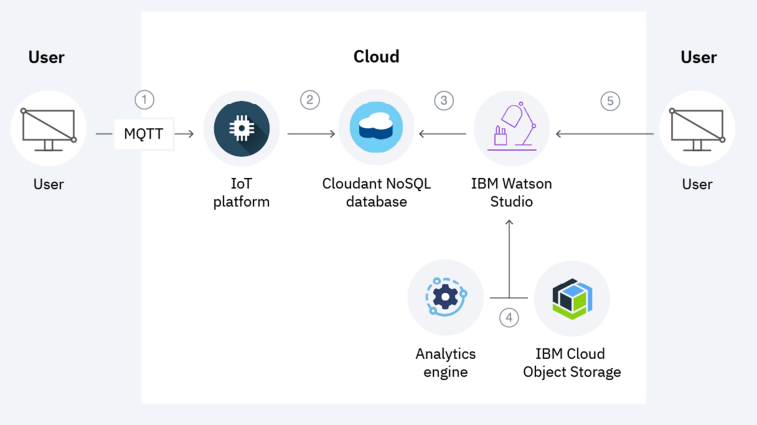 User
Cloud
User
1
2
3
5
MQTT
User
IoT
platform
Cloudant NoSQL
database
IBM Watson
Studio
User
4
Analytics
engine
IBM Cloud
Object Storage